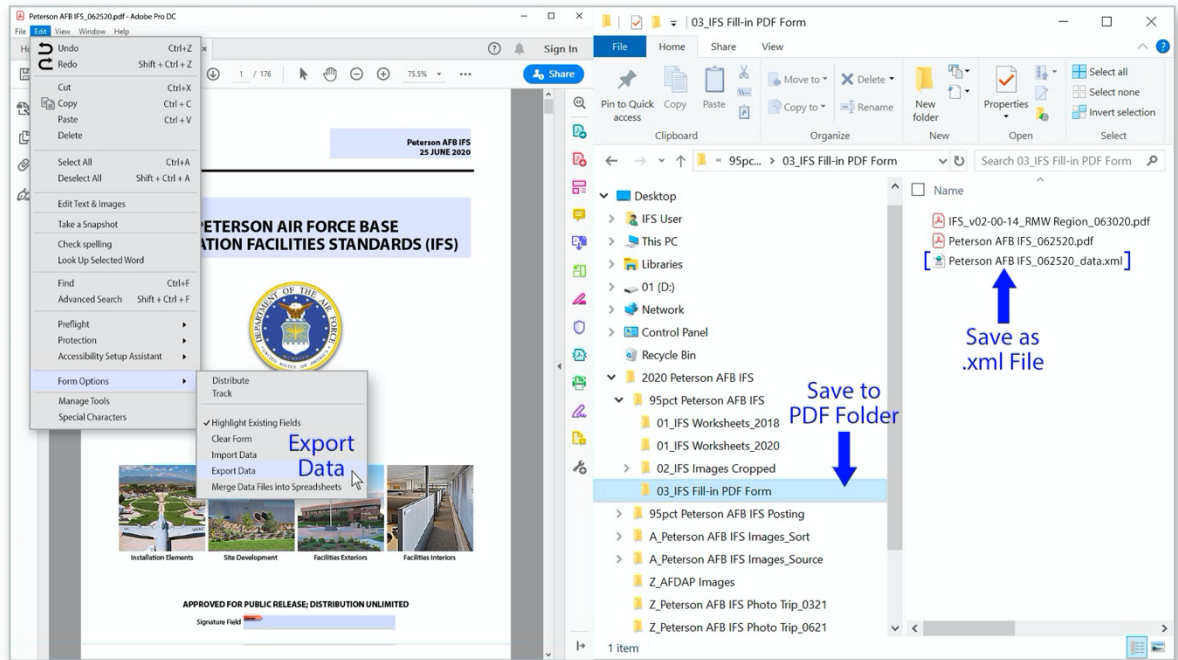 Peterson AFB IFS_062520.pdf - Adobe Pro DC
File Edit View Window Help
Undo Ctrl+Z
Redo Shift + Ctrl + Z
Cut Ctrl+X
Copy Ctrl + C
Paste Ctrl + V
Delete
Select All Ctrl+A
Deselect All Shift + Ctrl + A
Edit Text & Images
Take a Snapshot
Check spelling
Look Up Selected Word
Find Ctrl+F
Advanced Search Shift + Ctrl + F
Preflight
Protection
Accessibility Setup Assistant
Form Options
Manage Tools
Special Characters
Distribute
Track
Highlight Existing Fields
Clear Form
Import Data
Export Data
Merge Data Files into Spreadsheets
Export
Data
Sign In
1 / 176
75.5%
Share
Peterson AFB IFS
25 JUNE 2020
PETERSON AIR FORCE BASE
ATION FACILITIES STANDARDS (IFS)
DEPARTMENT OF THE AIR FORCE
UNITED STATES OF AMERICA
Installation Elements
Site Development
Facilities Exteriors
Facilities Interiors
APPROVED FOR PUBLIC RELEASE; DISTRIBUTION UNLIMITED
Signature Field
03_IFS Fill-in PDF Form
File Home Share View
Pin to Quick access
Copy
Paste
Clipboard
Move to
Copy to
Delete
Rename
Organize
New folder
New
Properties
Open
Select all
Select none
Invert selection
Select
« 95pc... > 03_IFS Fill-in PDF Form
Search 03_IFS Fill-in PDF Form
Desktop
IFS User
This PC
Libraries
01 (D:)
Network
Control Panel
Recycle Bin
2020 Peterson AFB IFS
95pct Peterson AFB IFS
01_IFS Worksheets_2018
01_IFS Worksheets_2020
02_IFS Images Cropped
03_IFS Fill-in PDF Form
95pct Peterson AFB IFS Posting
A_Peterson AFB IFS Images_Sort
A_Peterson AFB IFS Images_Source
Z_AFDAP Images
Z_Peterson AFB IFS Photo Trip_0321
Z_Peterson AFB IFS Photo Trip_0621
1 item
Save to
PDF Folder
Name
IFS_v02-00-14_RMW Region_063020.pdf
Peterson AFB IFS_062520.pdf
Peterson AFB IFS_062520_data.xml
Save as
.xml File